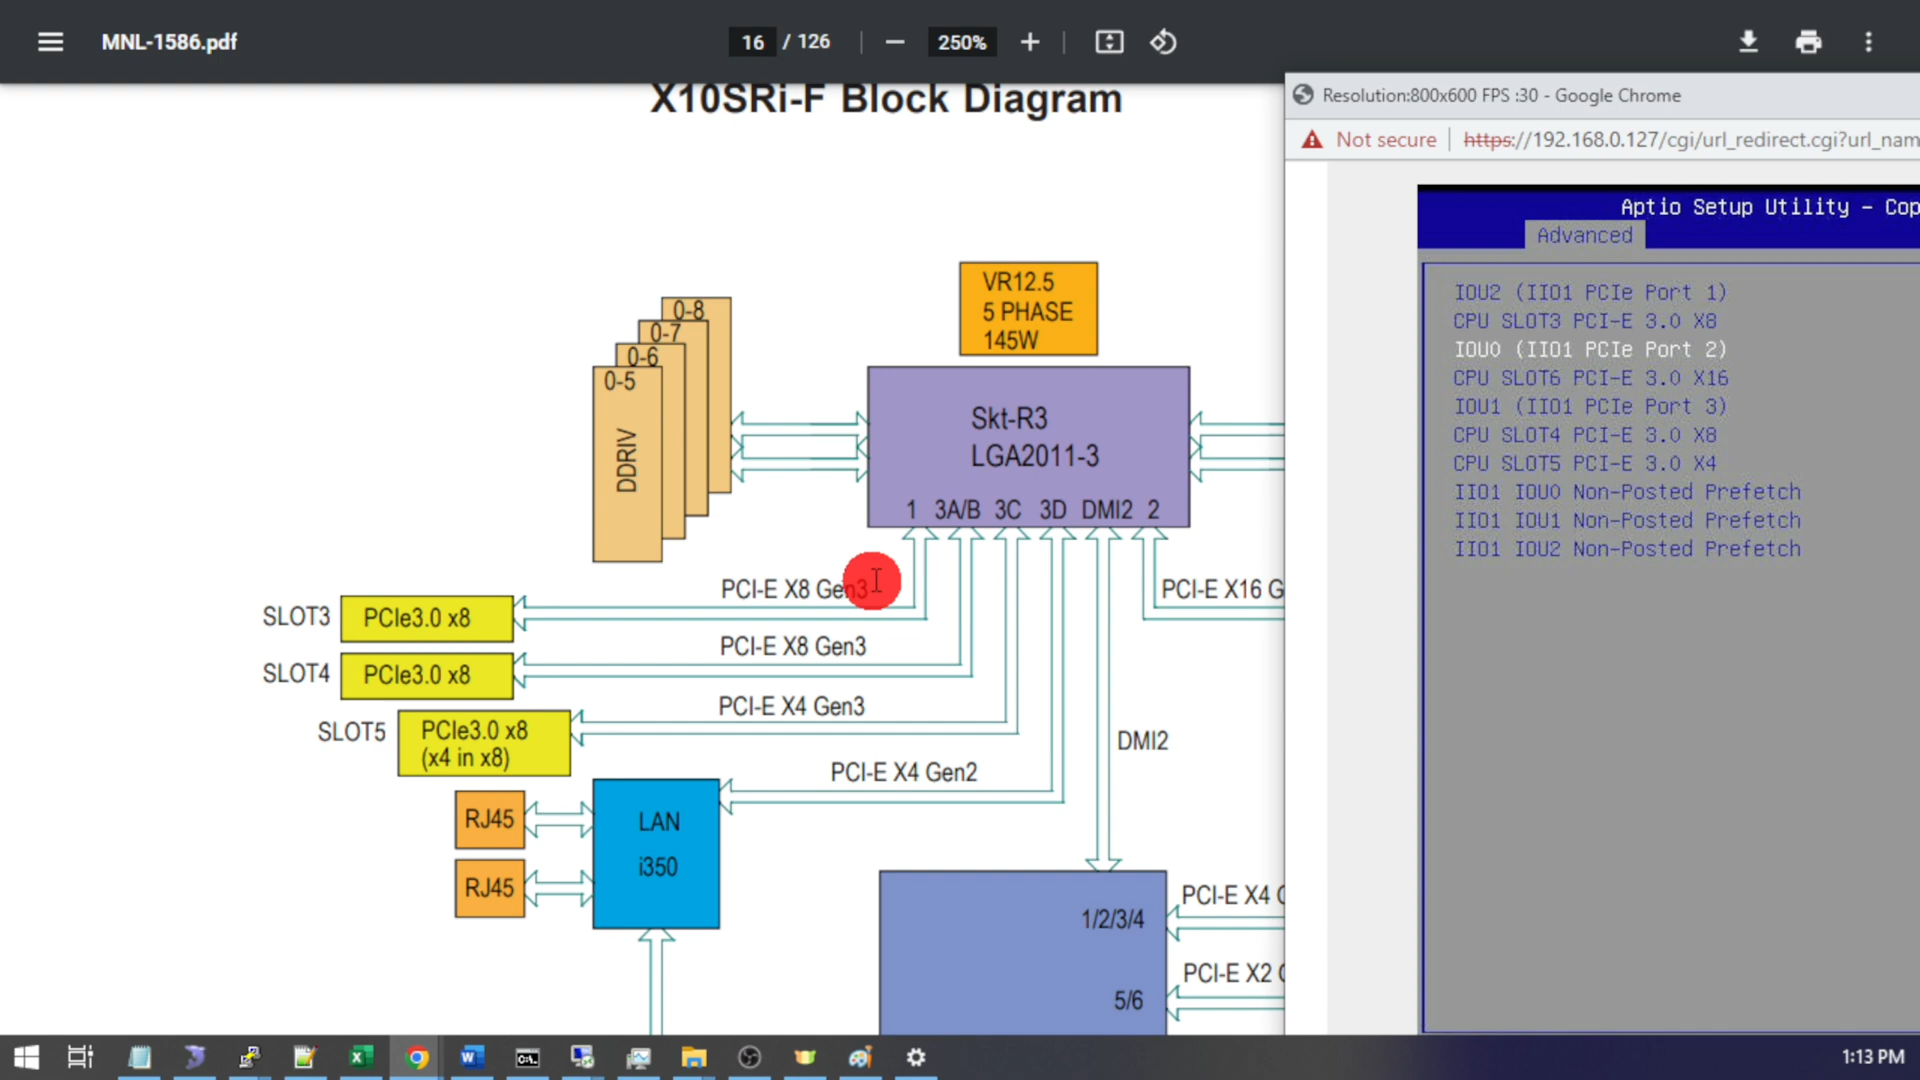 MNL-1586.pdf
16 / 126
250%
X10SRi-F Block Diagram
VR12.5
5 PHASE
145W
0-8
0-7
0-6
0-5
DDRIV
Skt-R3
LGA2011-3
1 3A/B 3C 3D DMI2 2
PCI-E X8 Gen3
PCI-E X16 G
SLOT3 PCIe3.0 x8
PCI-E X8 Gen3
SLOT4 PCIe3.0 x8
PCI-E X4 Gen3
SLOT5 PCIe3.0 x8
(x4 in x8)
DMI2
PCI-E X4 Gen2
RJ45
RJ45
LAN
i350
1/2/3/4
5/6
PCI-E X4
PCI-E X2
Resolution:800x600 FPS :30 - Google Chrome
Not secure https://192.168.0.127/cgi/url_redirect.cgi?url_nam
Aptio Setup Utility – Cop
Advanced
IOU2 (IIO1 PCIe Port 1)
CPU SLOT3 PCI-E 3.0 X8
IOU0 (IIO1 PCIe Port 2)
CPU SLOT6 PCI-E 3.0 X16
IOU1 (IIO1 PCIe Port 3)
CPU SLOT4 PCI-E 3.0 X8
CPU SLOT5 PCI-E 3.0 X4
IIO1 IOU0 Non-Posted Prefetch
IIO1 IOU1 Non-Posted Prefetch
IIO1 IOU2 Non-Posted Prefetch
1:13 PM